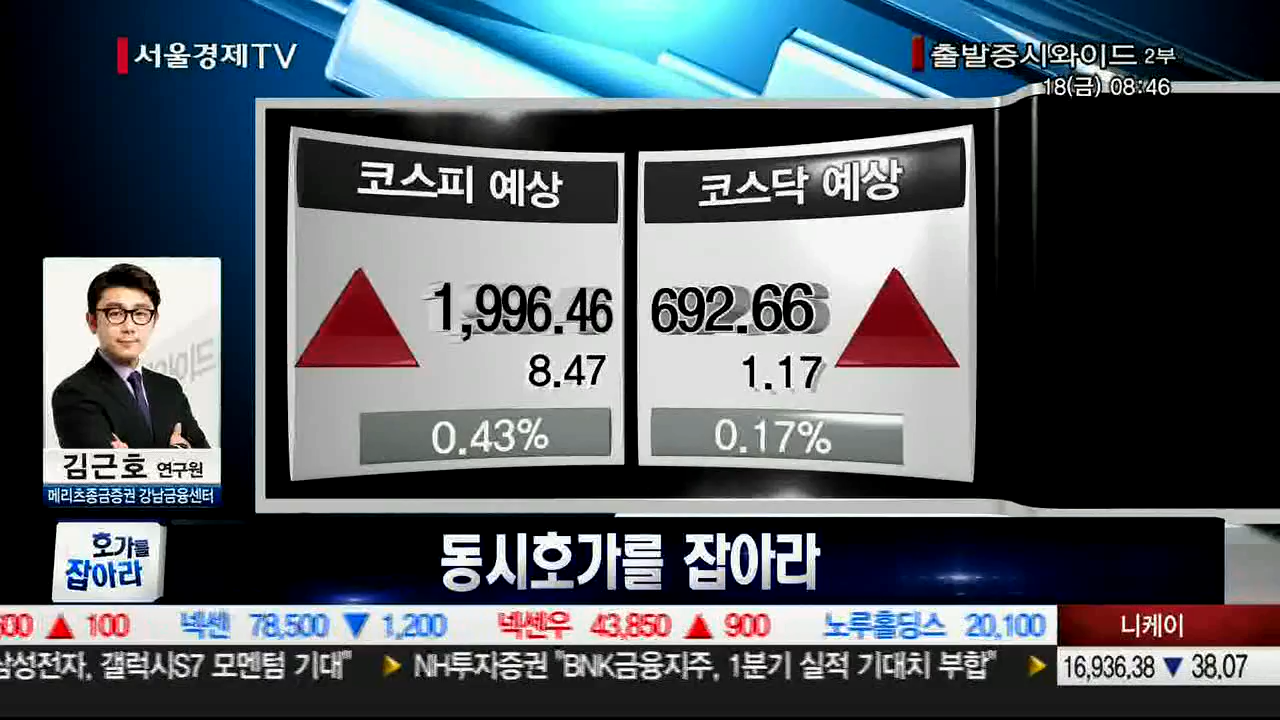 서울경제TV
출발증시와이드 2부
18(금) 08:46
코스피 예상
1,996.46
8.47
0.43%
코스닥 예상
692.66
1.17
0.17%
김근호 연구원
메리츠종금증권 강남금융센터
호가를
잡아라
동시호가를 잡아라
▲ 100 넥센 78,500 ▼ 1,200 넥센우 43,850 ▲ 900 노루홀딩스 20,100
니케이
삼성전자, 갤럭시S7 모멘텀 기대" ▶ NH투자증권 "BNK금융지주, 1분기 실적 기대치 부합" ▶
16,936.38 ▼ 38.07